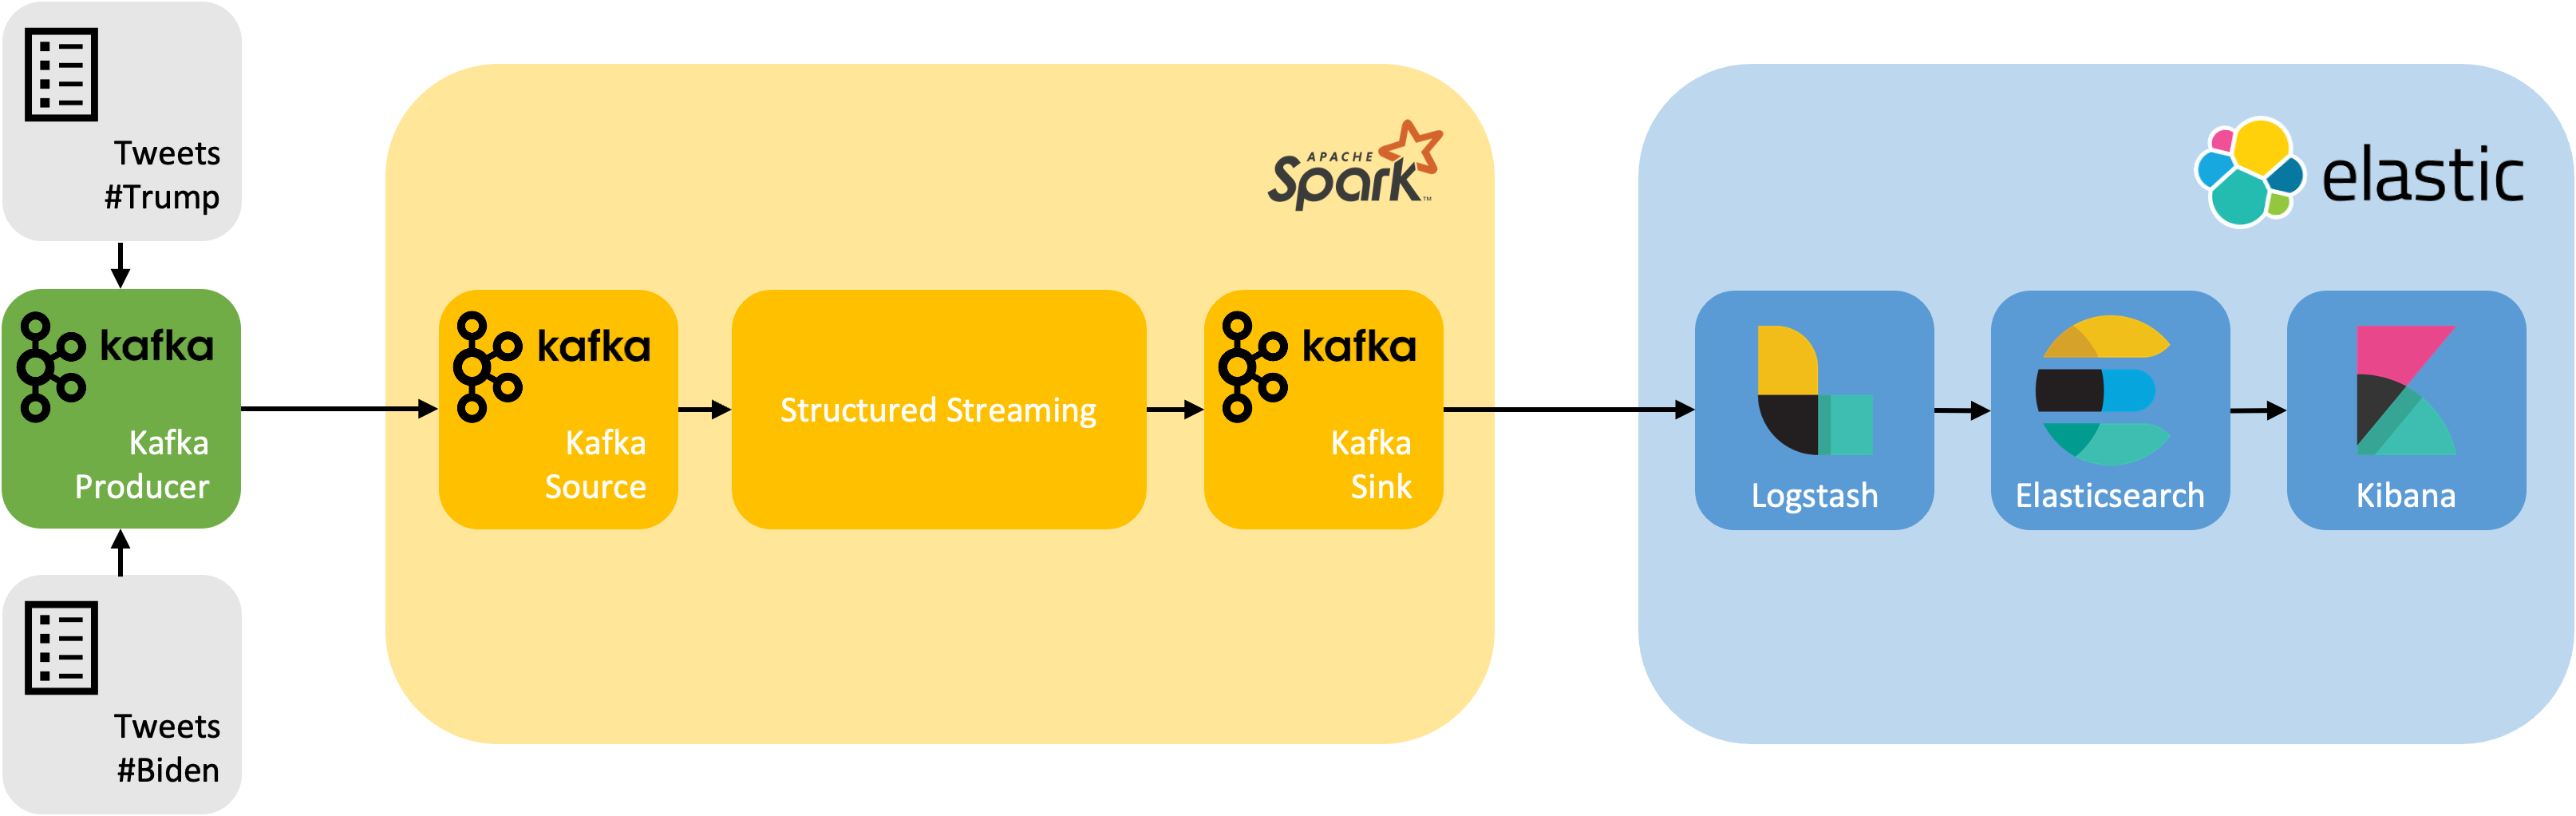 Tweets
#Trump
kafka
Kafka
Producer
Tweets
#Biden
APACHE
Spark™
kafka
Kafka
Source
Structured Streaming
kafka
Kafka
Sink
elastic
Logstash
Elasticsearch
Kibana